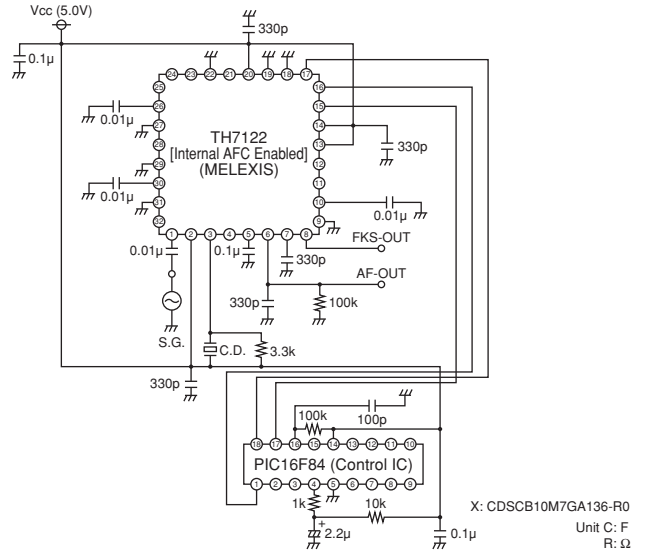 Vcc (5.0V)
330p
0.1μ
24 23 22 21 20 19 18 17
25 16
26 15
0.01μ
27 14
28 13
29 12
30 11
0.01μ
31 10
32 9
TH7122
[Internal AFC Enabled]
(MELEXIS)
330p
0.01μ
1 2 3 4 5 6 7 8
FKS-OUT
0.01μ
0.1μ
330p
AF-OUT
330p
100k
S.G.
C.D.
3.3k
330p
100k
100p
18 17 16 15 14 13 12 11 10
PIC16F84 (Control IC)
1 2 3 4 5 6 7 8 9
1k
10k
+
2.2μ
0.1μ
X: CDSCB10M7GA136-R0
Unit C: F
R: Ω